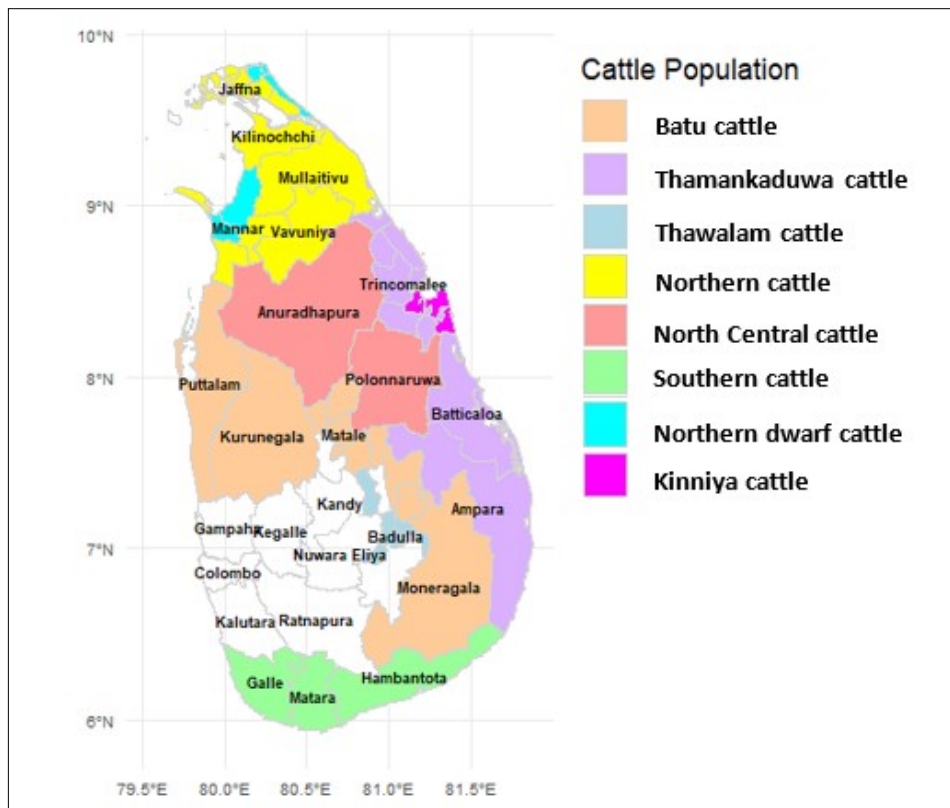 10°N
9°N
8°N
7°N
6°N
79.5°E 80.0°E 80.5°E 81.0°E 81.5°E
Jaffna
Kilinochchi
Mullaitivu
Mannar
Vavuniya
Trincomalee
Anuradhapura
Polonnaruwa
Puttalam
Batticaloa
Kurunegala
Matale
Kandy
Ampara
Gampaha
Kegalle
Badulla
Nuwara Eliya
Colombo
Moneragala
Kalutara
Ratnapura
Hambantota
Galle
Matara
Cattle Population
Batu cattle
Thamankaduwa cattle
Thawalam cattle
Northern cattle
North Central cattle
Southern cattle
Northern dwarf cattle
Kinniya cattle